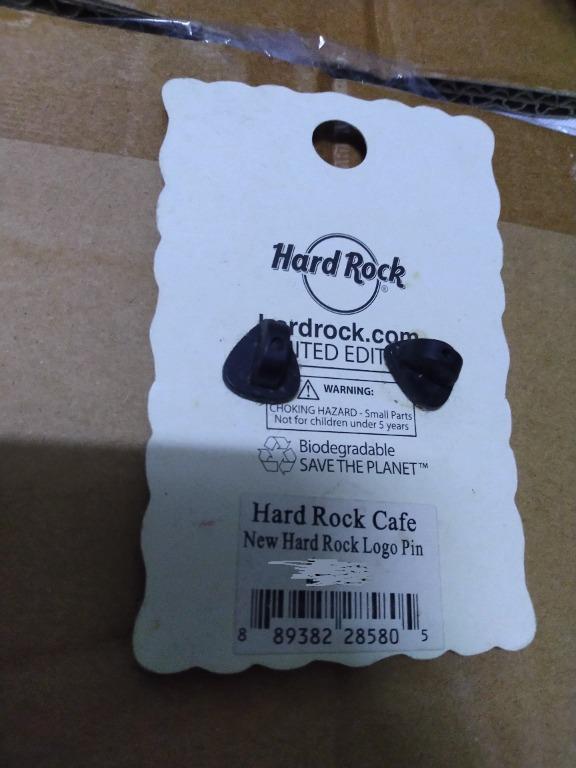 Hard Rock
®
rdrock.com
ITED EDIT
WARNING:
CHOKING HAZARD - Small Parts
Not for children under 5 years
Biodegradable
SAVE THE PLANET™
Hard Rock Cafe
New Hard Rock Logo Pin
8 89382 28580 5